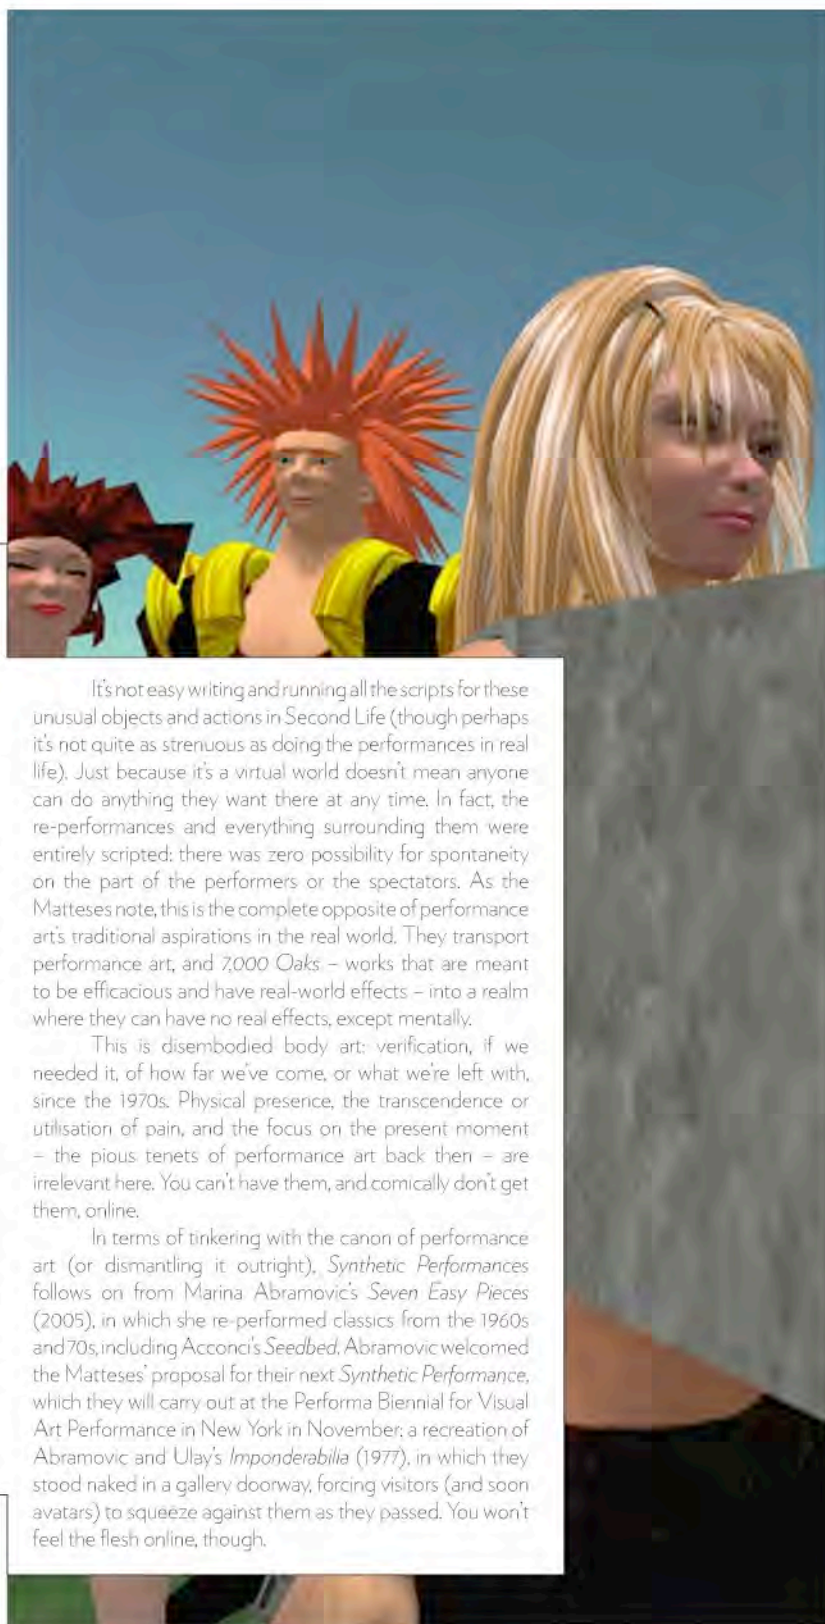 It's not easy writing and running all the scripts for these
unusual objects and actions in Second Life (though perhaps
it's not quite as strenuous as doing the performances in real
life). Just because it's a virtual world doesn't mean anyone
can do anything they want there at any time. In fact, the
re-performances and everything surrounding them were
entirely scripted: there was zero possibility for spontaneity
on the part of the performers or the spectators. As the
Matteses note, this is the complete opposite of performance
art's traditional aspirations in the real world. They transport
performance art, and 7,000 Oaks – works that are meant
to be efficacious and have real-world effects – into a realm
where they can have no real effects, except mentally.
This is disembodied body art: verification, if we
needed it, of how far we've come, or what we're left with,
since the 1970s. Physical presence, the transcendence or
utilisation of pain, and the focus on the present moment
– the pious tenets of performance art back then – are
irrelevant here. You can't have them, and comically don't get
them, online.
In terms of tinkering with the canon of performance
art (or dismantling it outright), Synthetic Performances
follows on from Marina Abramovic's Seven Easy Pieces
(2005), in which she re-performed classics from the 1960s
and 70s, including Acconci's Seedbed. Abramovic welcomed
the Matteses' proposal for their next Synthetic Performance,
which they will carry out at the Performa Biennial for Visual
Art Performance in New York in November: a recreation of
Abramovic and Ulay's Imponderabilia (1977), in which they
stood naked in a gallery doorway, forcing visitors (and soon
avatars) to squeeze against them as they passed. You won't
feel the flesh online, though.